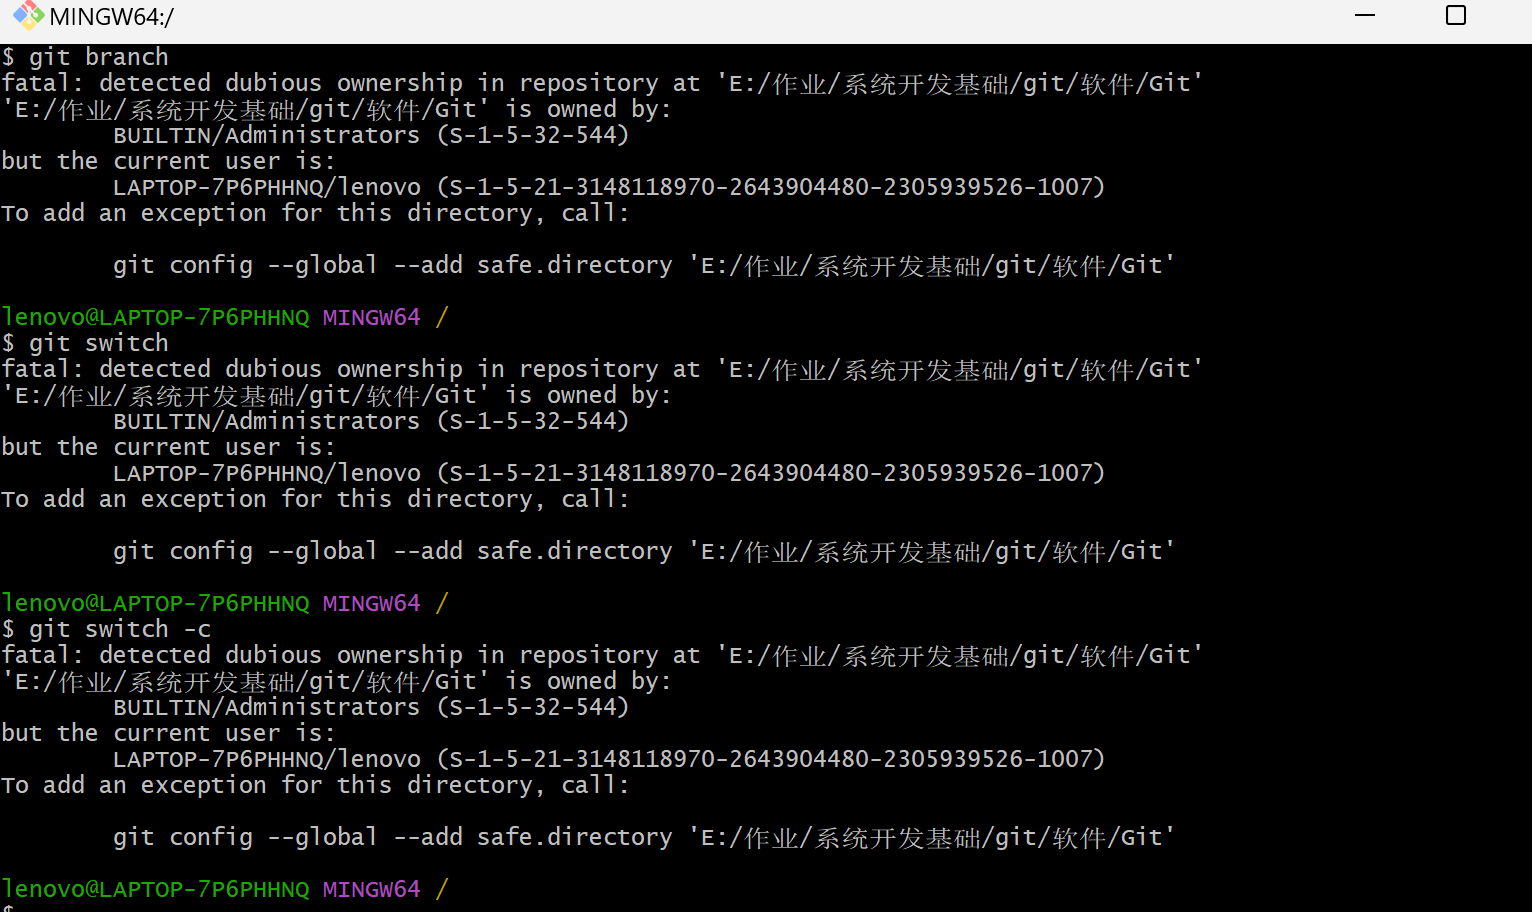 MINGW64:/
$ git branch
fatal: detected dubious ownership in repository at 'E:/作业/系统开发基础/git/软件/Git'
'E:/作业/系统开发基础/git/软件/Git' is owned by:
        BUILTIN/Administrators (S-1-5-32-544)
but the current user is:
        LAPTOP-7P6PHHNQ/lenovo (S-1-5-21-3148118970-2643904480-2305939526-1007)
To add an exception for this directory, call:
        git config --global --add safe.directory 'E:/作业/系统开发基础/git/软件/Git'
lenovo@LAPTOP-7P6PHHNQ MINGW64 /
$ git switch
fatal: detected dubious ownership in repository at 'E:/作业/系统开发基础/git/软件/Git'
'E:/作业/系统开发基础/git/软件/Git' is owned by:
        BUILTIN/Administrators (S-1-5-32-544)
but the current user is:
        LAPTOP-7P6PHHNQ/lenovo (S-1-5-21-3148118970-2643904480-2305939526-1007)
To add an exception for this directory, call:
        git config --global --add safe.directory 'E:/作业/系统开发基础/git/软件/Git'
lenovo@LAPTOP-7P6PHHNQ MINGW64 /
$ git switch -c
fatal: detected dubious ownership in repository at 'E:/作业/系统开发基础/git/软件/Git'
'E:/作业/系统开发基础/git/软件/Git' is owned by:
        BUILTIN/Administrators (S-1-5-32-544)
but the current user is:
        LAPTOP-7P6PHHNQ/lenovo (S-1-5-21-3148118970-2643904480-2305939526-1007)
To add an exception for this directory, call:
        git config --global --add safe.directory 'E:/作业/系统开发基础/git/软件/Git'
lenovo@LAPTOP-7P6PHHNQ MINGW64 /
$